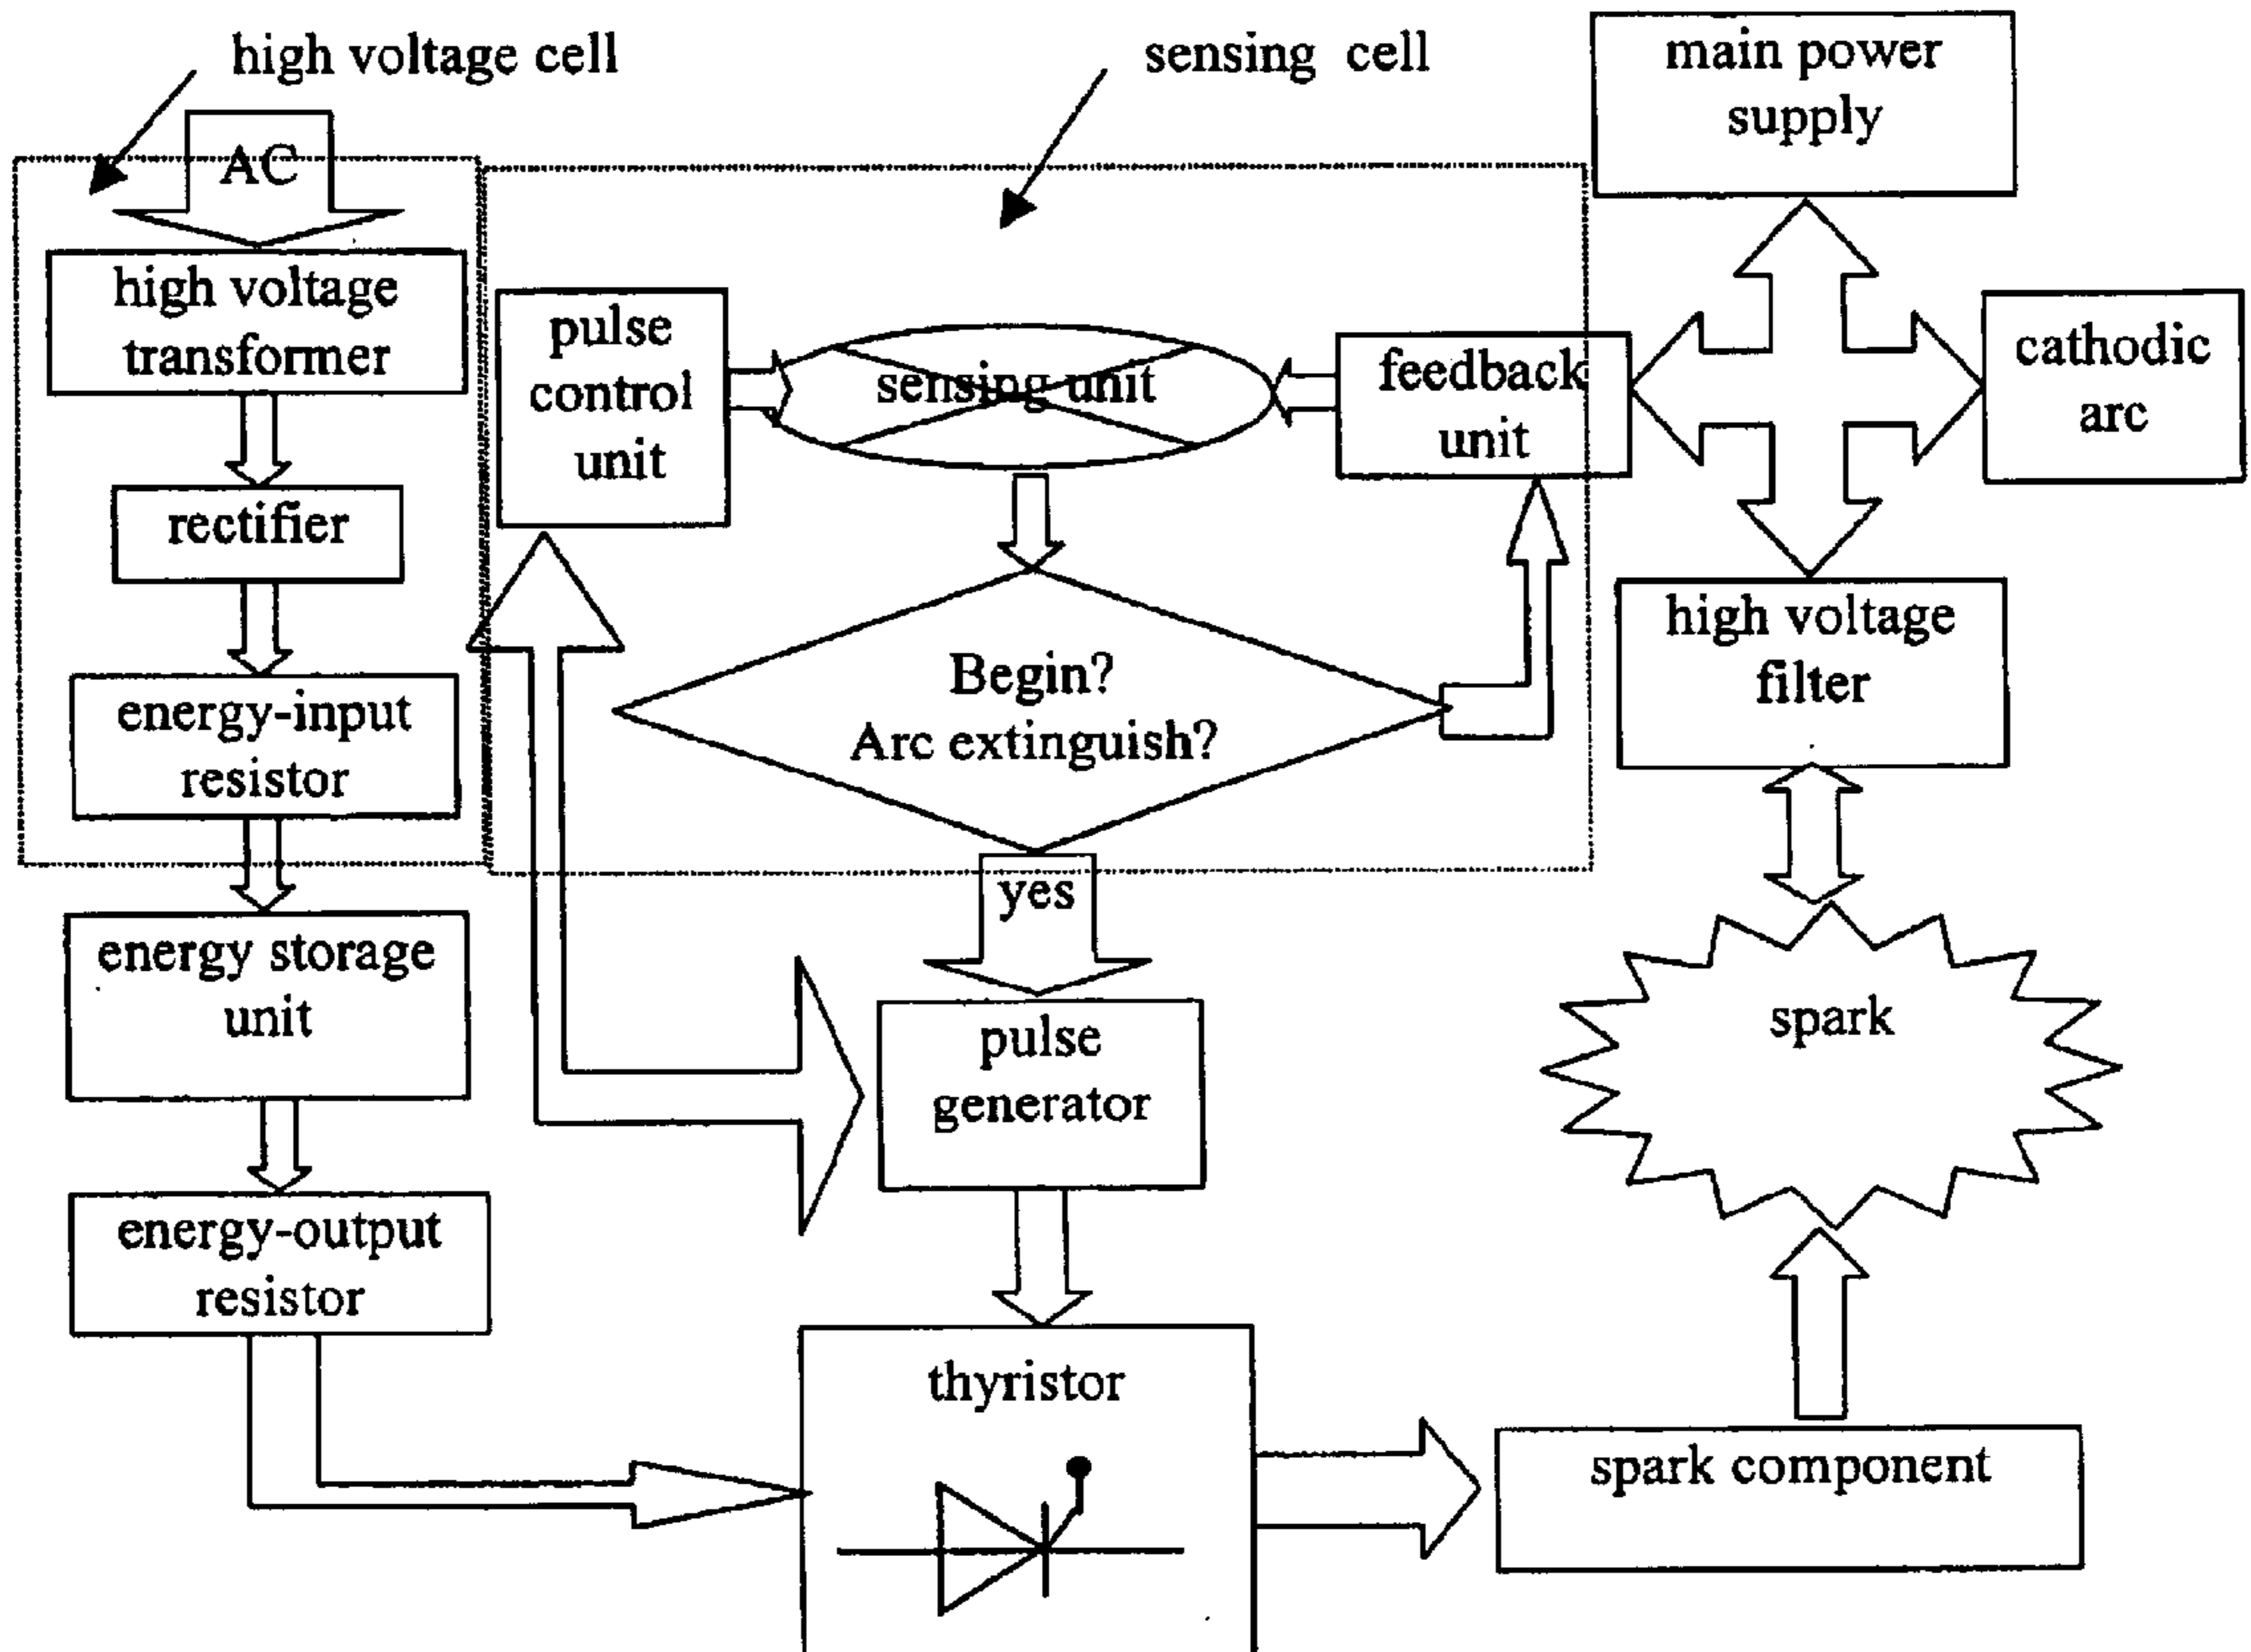 high voltage cell
sensing cell
main power
supply
AC
high voltage
transformer
pulse
control
unit
sensing unit
feedback
unit
cathodic
arc
rectifier
high voltage
filter
energy-input
resistor
Begin?
Arc extinguish?
yes
energy storage
unit
pulse
generator
spark
energy-output
resistor
thyristor
spark component